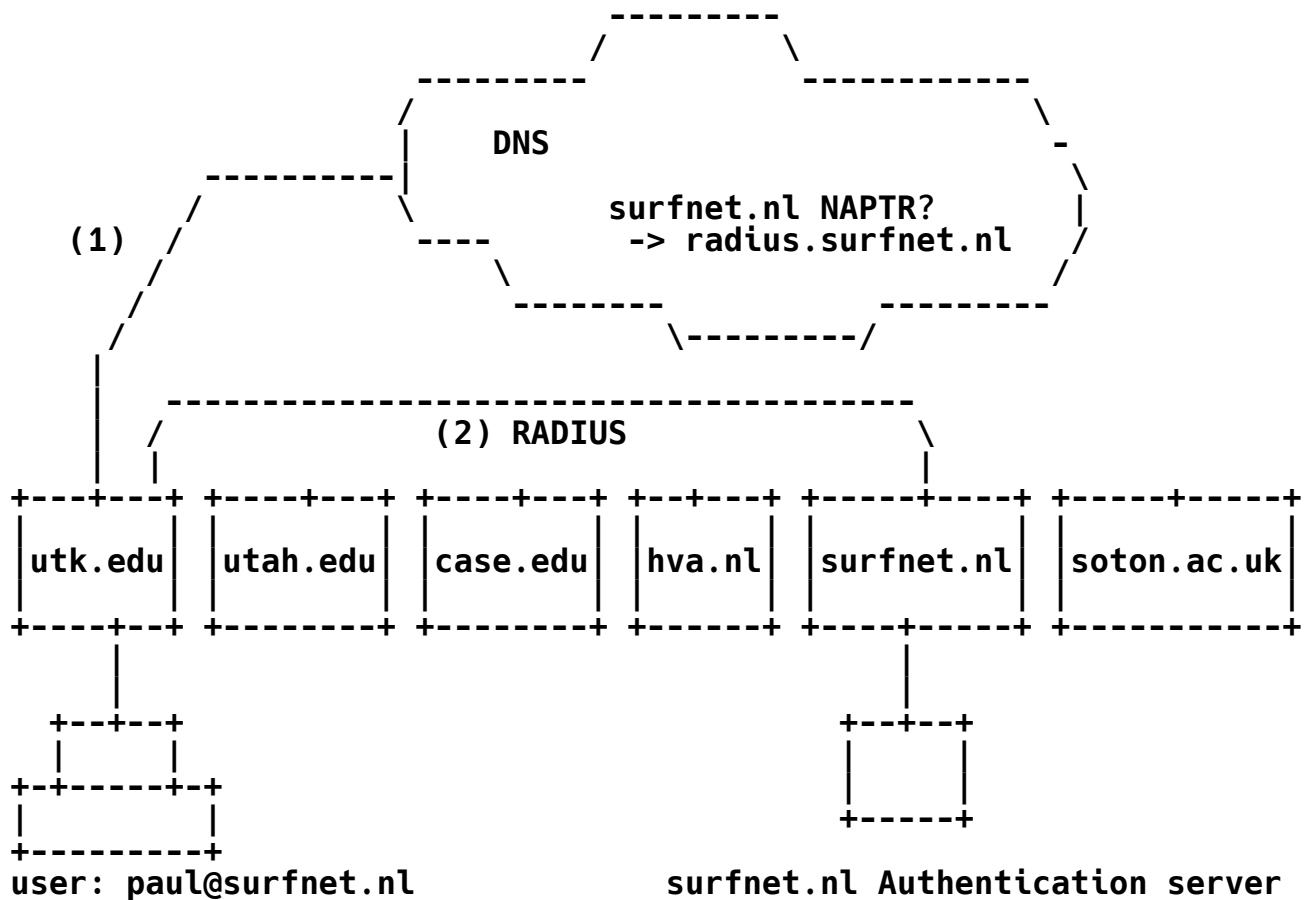 DNS
surfnet.nl NAPTR?
(1) -> radius.surfnet.nl
(2) RADIUS
utk.edu utah.edu case.edu hva.nl surfnet.nl soton.ac.uk
user: paul@surfnet.nl surfnet.nl Authentication server